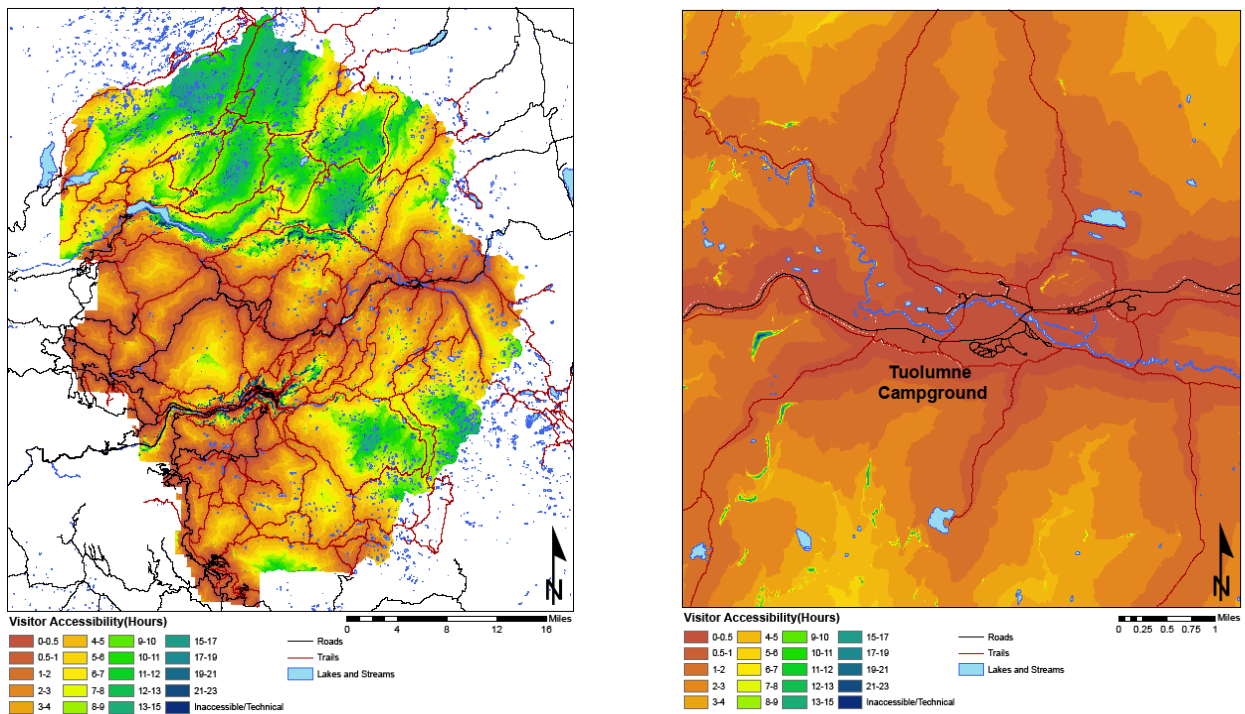 N
Visitor Accessibility(Hours)
0 4 8 12 16 Miles
0-0.5 4-5 9-10 15-17 Roads
0.5-1 5-6 10-11 17-19 Trails
1-2 6-7 11-12 19-21 Lakes and Streams
2-3 7-8 12-13 21-23
3-4 8-9 13-15 Inaccessible/Technical
Tuolumne
Campground
N
Visitor Accessibility(Hours)
0 0.25 0.5 0.75 1 Miles
0-0.5 4-5 9-10 15-17 Roads
0.5-1 5-6 10-11 17-19 Trails
1-2 6-7 11-12 19-21 Lakes and Streams
2-3 7-8 12-13 21-23
3-4 8-9 13-15 Inaccessible/Technical